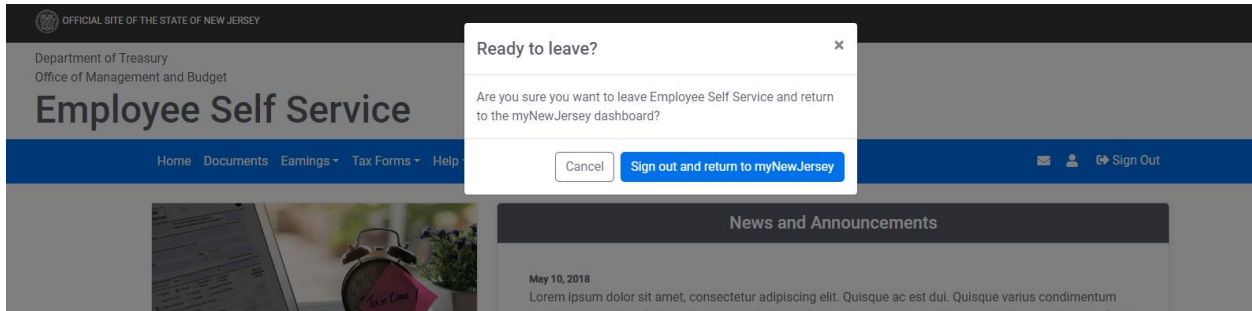 OFFICIAL SITE OF THE STATE OF NEW JERSEY
Department of Treasury
Office of Management and Budget
Employee Self Service
Home Documents Earnings Tax Forms Help
Sign Out
Ready to leave? ×
Are you sure you want to leave Employee Self Service and return
to the myNewJersey dashboard?
Cancel Sign out and return to myNewJersey
Tax time!
News and Announcements
May 10, 2018
Lorem ipsum dolor sit amet, consectetur adipiscing elit. Quisque ac est dui. Quisque varius condimentum